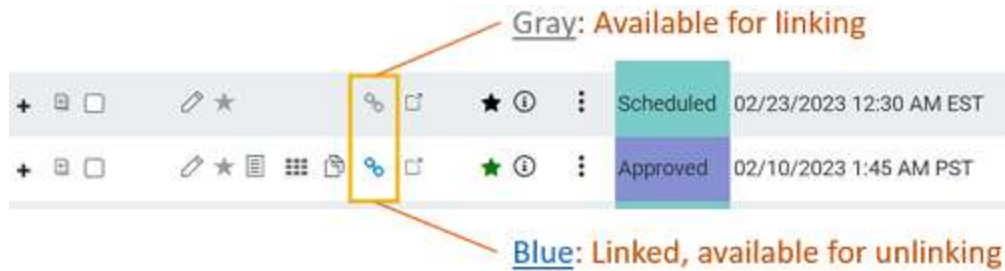 Gray: Available for linking
Scheduled 02/23/2023 12:30 AM EST
Approved 02/10/2023 1:45 AM PST
Blue: Linked, available for unlinking